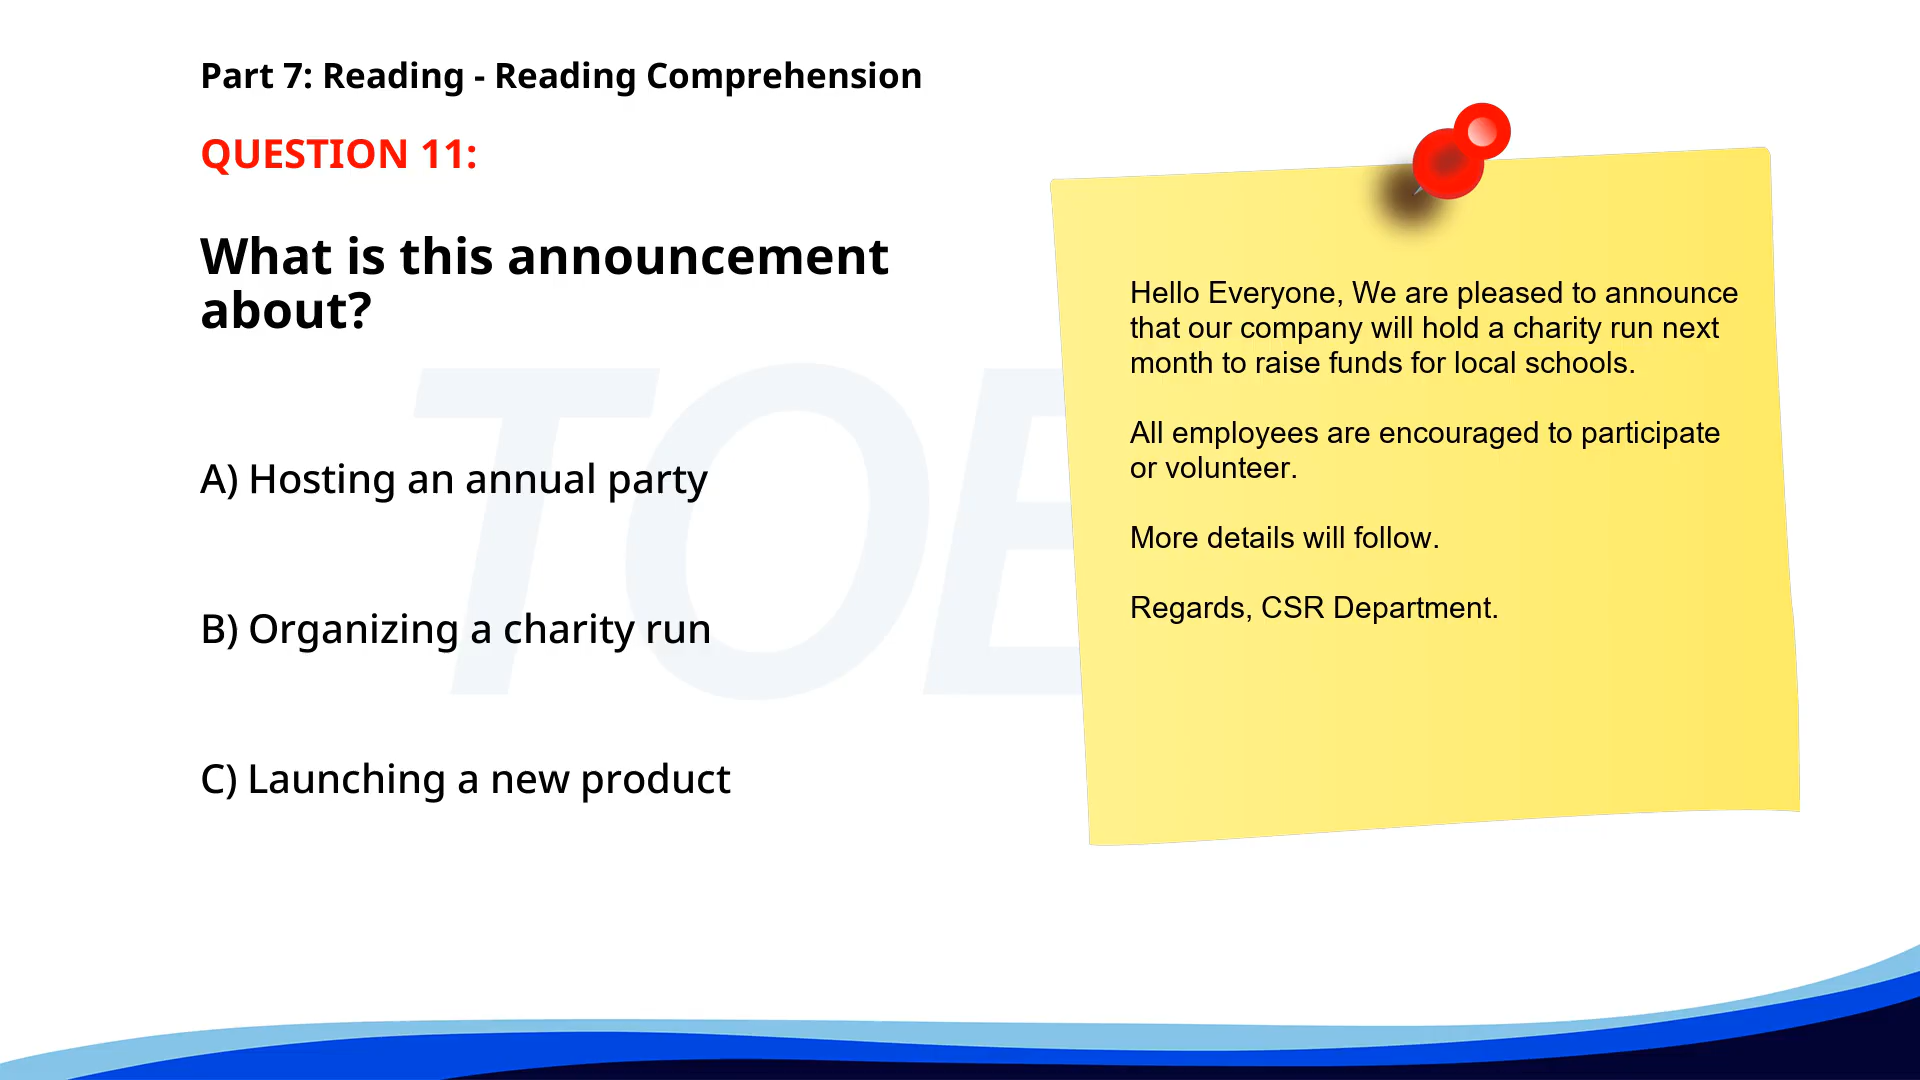 Part 7: Reading - Reading Comprehension
QUESTION 11:
What is this announcement
about?
A) Hosting an annual party
B) Organizing a charity run
C) Launching a new product
Hello Everyone, We are pleased to announce
that our company will hold a charity run next
month to raise funds for local schools.
All employees are encouraged to participate
or volunteer.
More details will follow.
Regards, CSR Department.
TOE